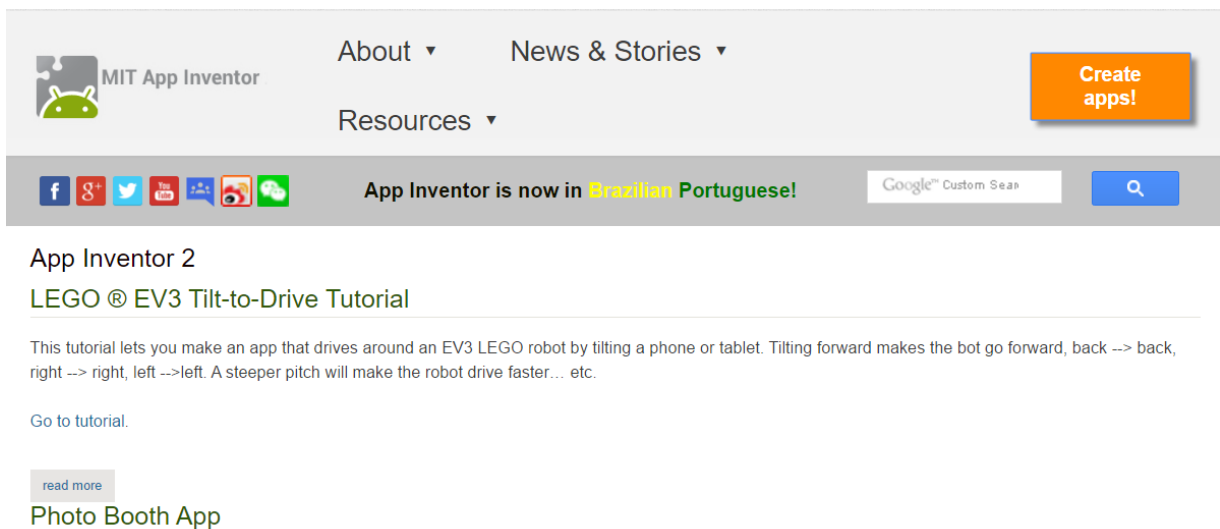 MIT App Inventor
About ▼ News & Stories ▼
Resources ▼
Create
apps!
f g+ You Tube
App Inventor is now in Brazilian Portuguese!
Google™ Custom Sear
App Inventor 2
LEGO ® EV3 Tilt-to-Drive Tutorial
This tutorial lets you make an app that drives around an EV3 LEGO robot by tilting a phone or tablet. Tilting forward makes the bot go forward, back --> back,
right --> right, left -->left. A steeper pitch will make the robot drive faster… etc.
Go to tutorial.
read more
Photo Booth App